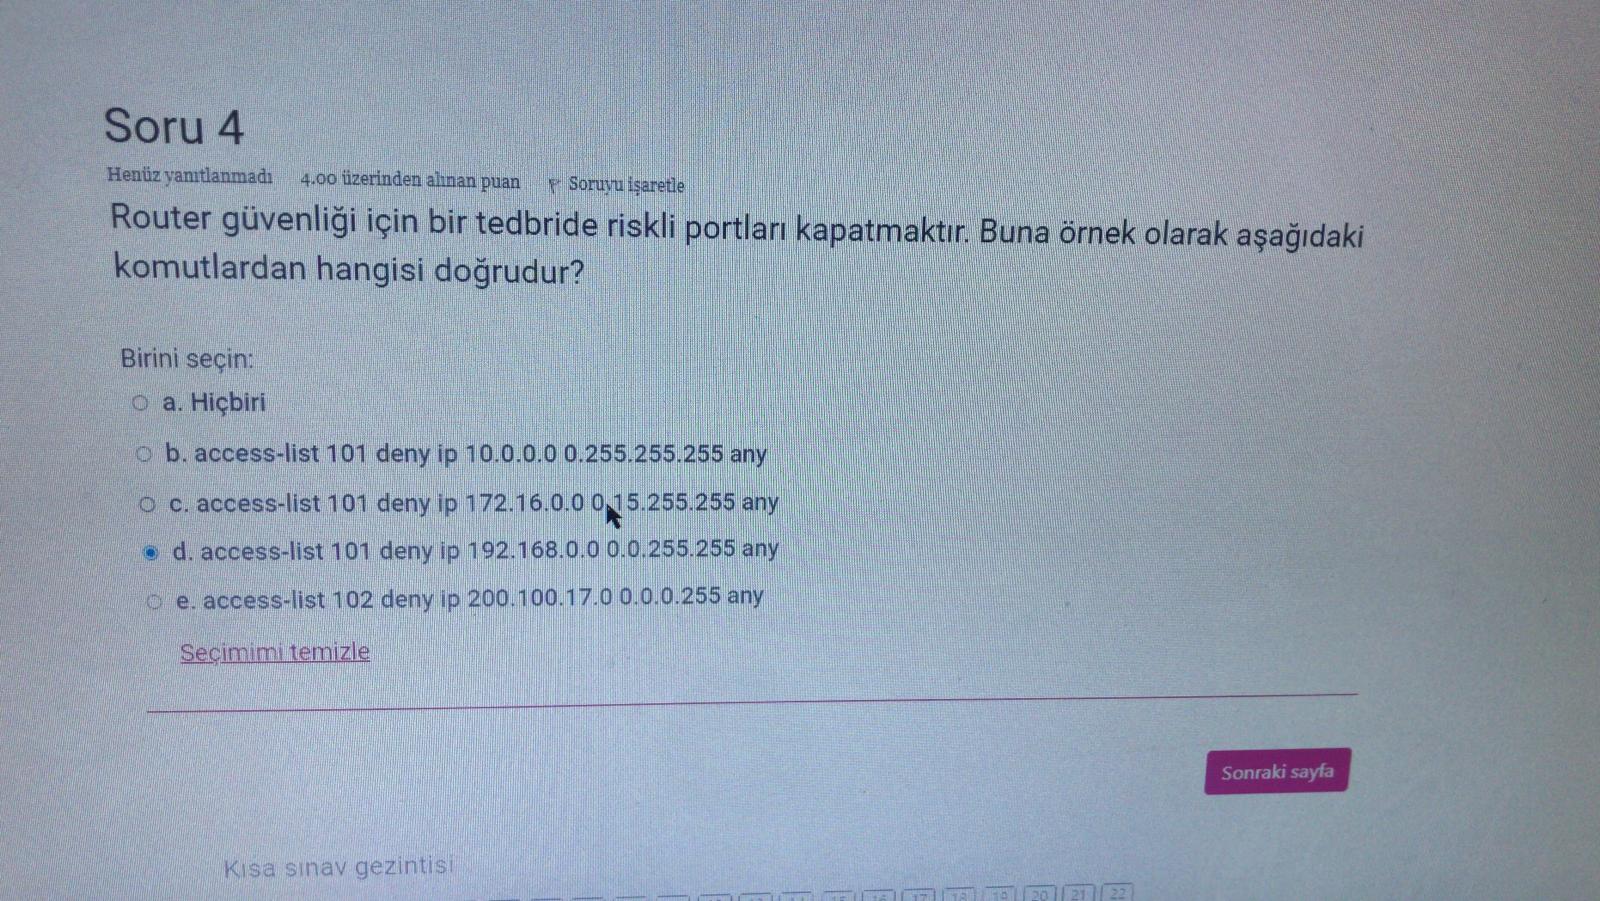 Soru 4
Henüz yanıtlanmadı 4.00 üzerinden alınan puan Soruyu işaretle
Router güvenliği için bir tedbride riskli portları kapatmaktır. Buna örnek olarak aşağıdaki
komutlardan hangisi doğrudur?
Birini seçin:
a. Hiçbiri
b. access-list 101 deny ip 10.0.0.0 0.255.255.255 any
c. access-list 101 deny ip 172.16.0.0 0.15.255.255 any
d. access-list 101 deny ip 192.168.0.0 0.0.255.255 any
e. access-list 102 deny ip 200.100.17.0 0.0.0.255 any
Seçimimi temizle
Sonraki sayfa
Kısa sınav gezintisi
17 18 19 20 21 22